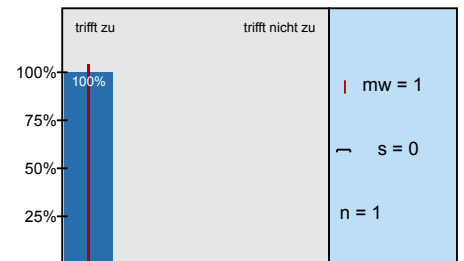 trifft zu trifft nicht zu
100%
100%
mw = 1
75%
s = 0
50%
n = 1
25%